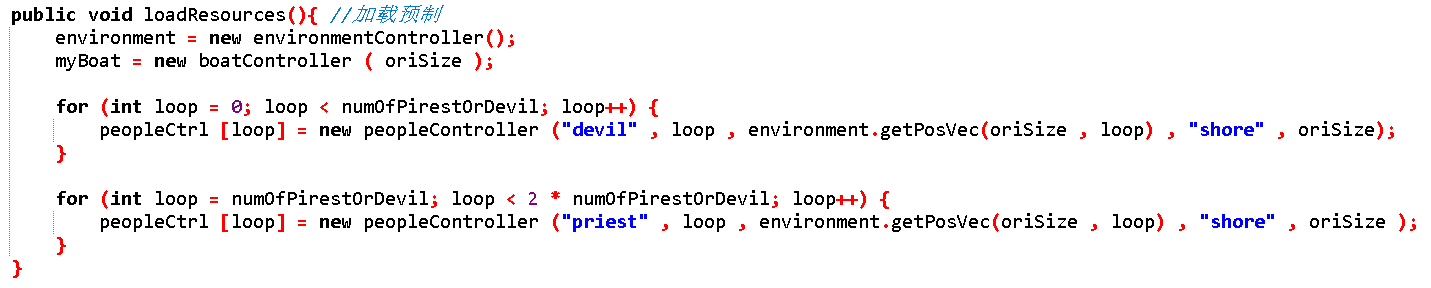 public void loadResources(){ //加载预制
    environment = new environmentController();
    myBoat = new boatController ( oriSize );

    for (int loop = 0; loop < numOfPirestOrDevil; loop++) {
        peopleCtrl [loop] = new peopleController ("devil" , loop , environment.getPosVec(oriSize , loop) , "shore" , oriSize);
    }

    for (int loop = numOfPirestOrDevil; loop < 2 * numOfPirestOrDevil; loop++) {
        peopleCtrl [loop] = new peopleController ("priest" , loop , environment.getPosVec(oriSize , loop) , "shore" , oriSize );
    }
}